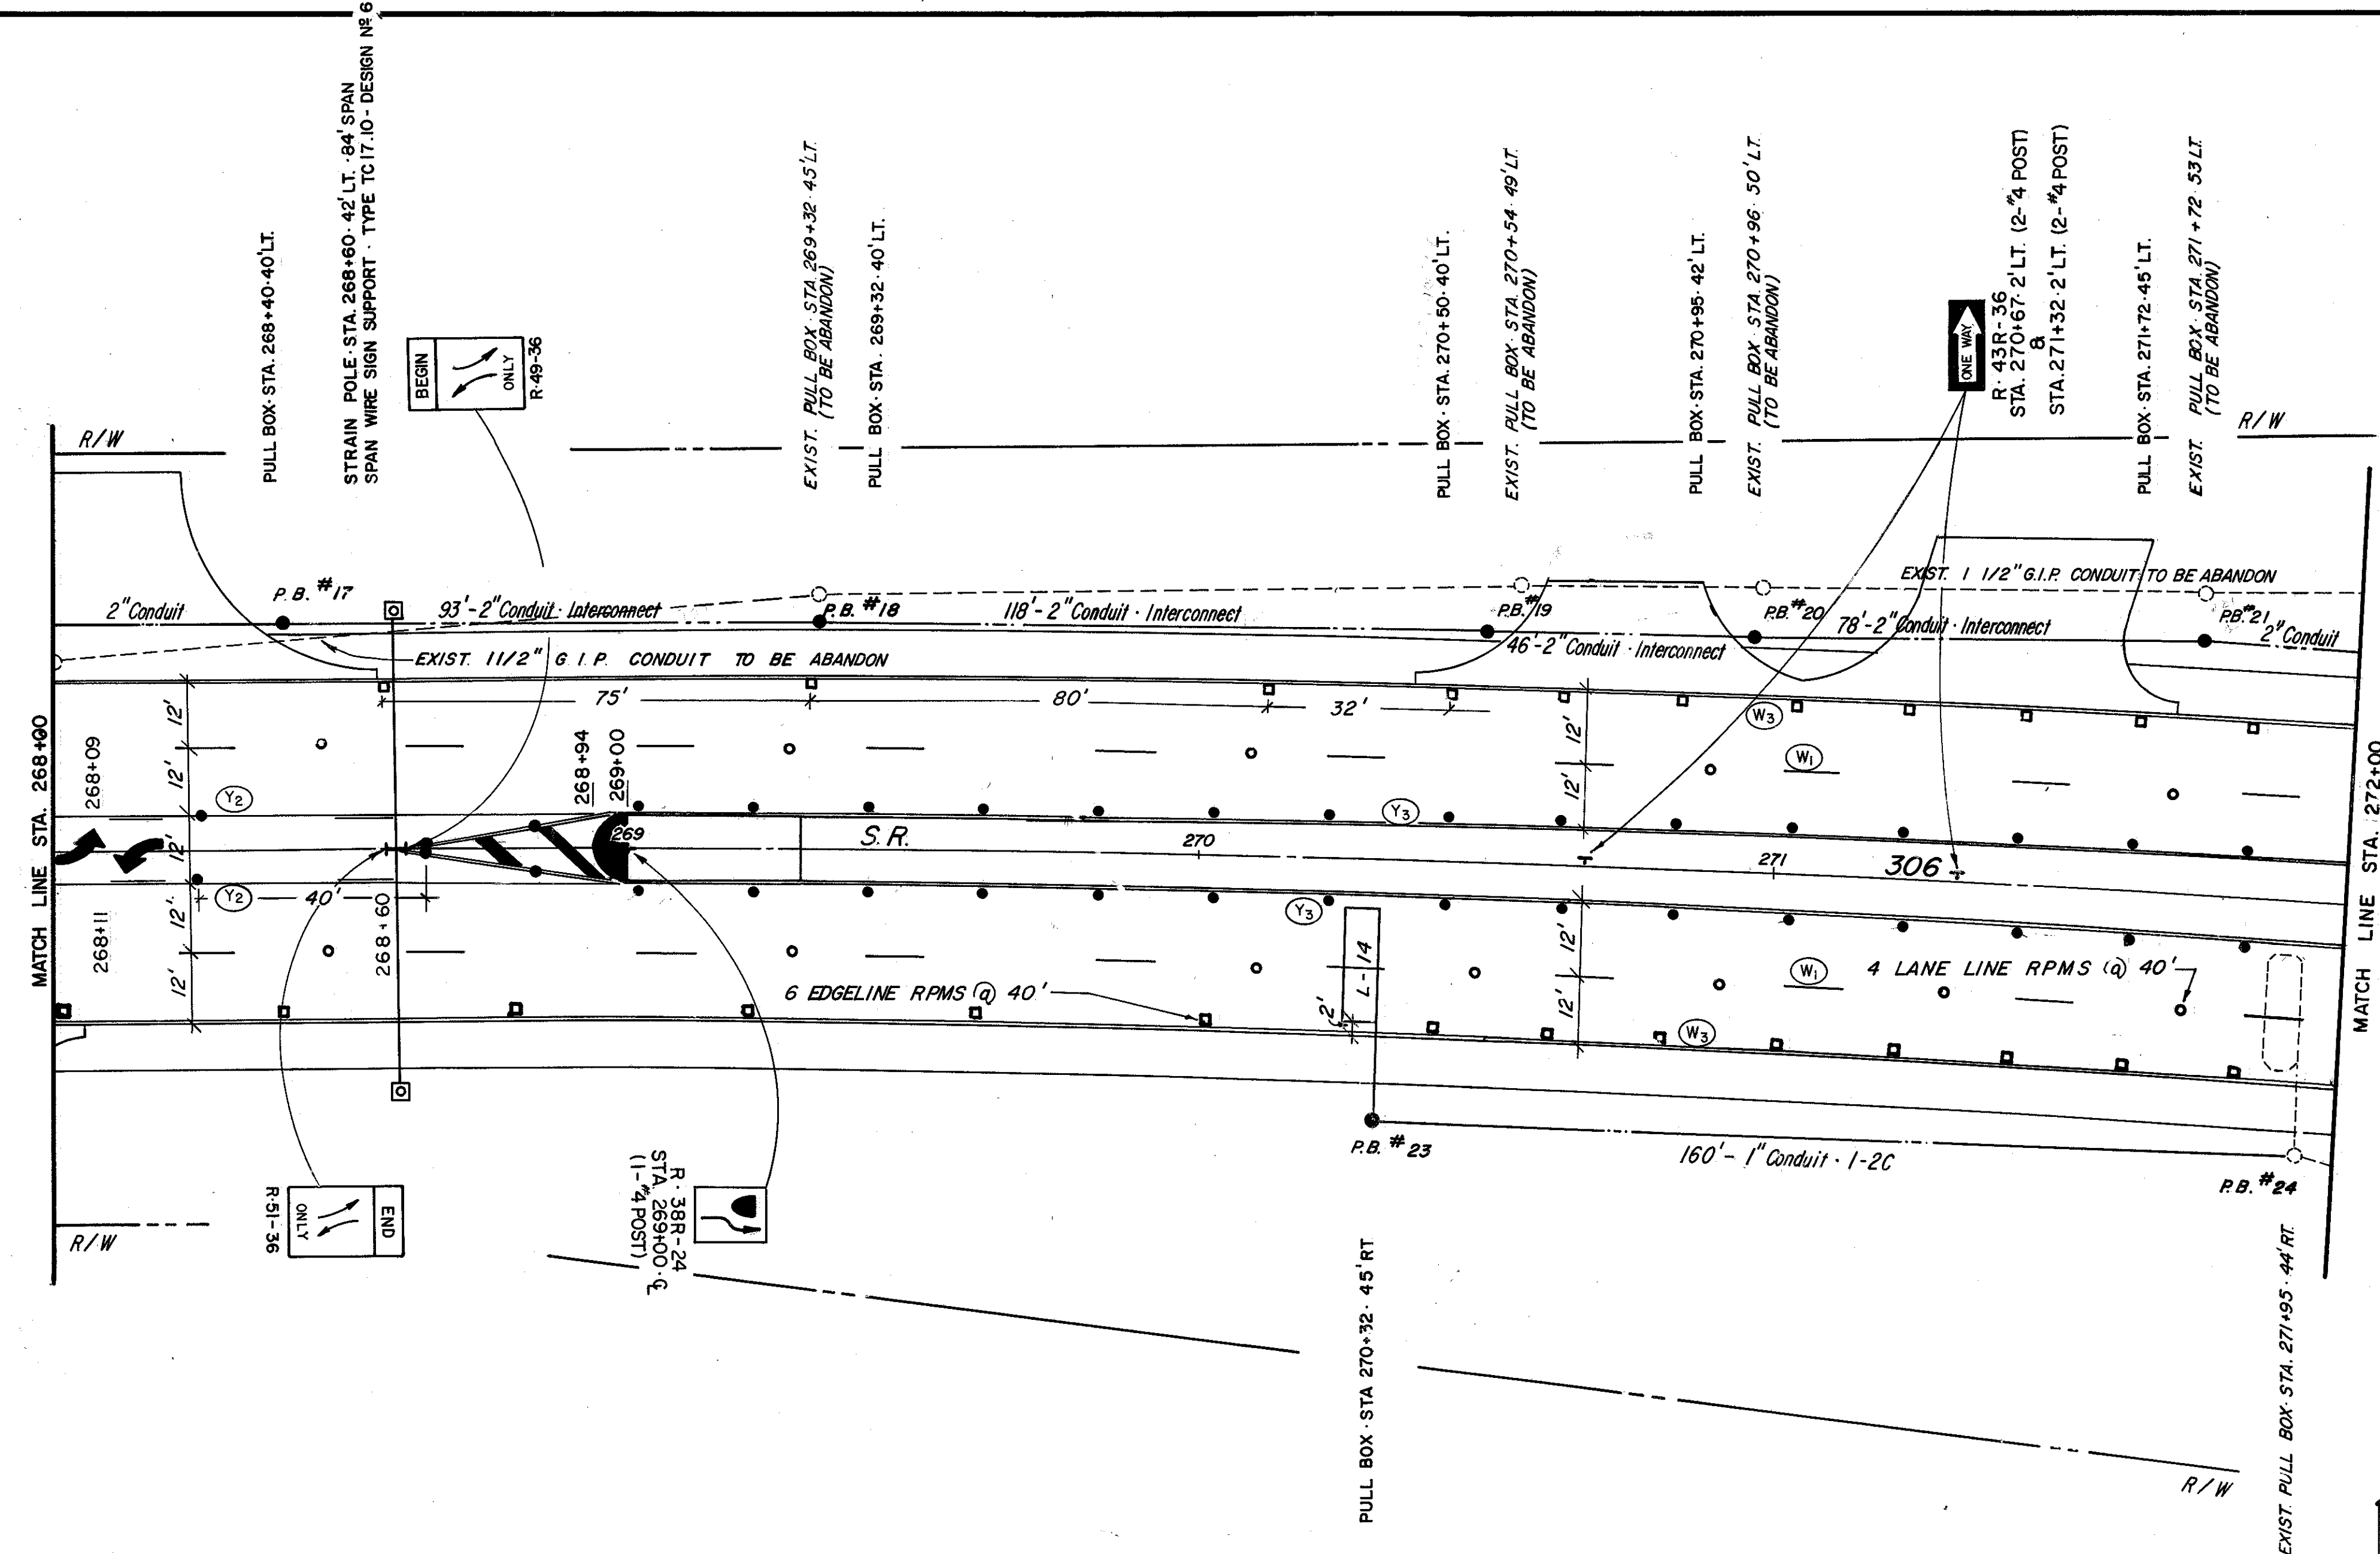 PULL BOX·STA. 268+40·40'LT.
STRAIN POLE·STA. 268+60· 42' LT. ·84' SPAN
SPAN WIRE SIGN SUPPORT · TYPE TC17.10 - DESIGN Nº 6
BEGIN
ONLY
R·49-36
EXIST. PULL BOX · STA. 269+32· 45'LT.
(TO BE ABANDON)
PULL BOX·STA. 269+32·40'LT.
PULL BOX · STA. 270+50·40'LT.
EXIST. PULL BOX·STA. 270+54· 49'LT.
(TO BE ABANDON)
PULL BOX·STA. 270+95· 42' LT.
EXIST. PULL BOX·STA. 270+96· 50' LT.
(TO BE ABANDON)
ONE WAY
R· 43R-36
STA. 270+67· 2'LT. (2-#4 POST)
&
STA. 271+32·2'LT. (2-#4 POST)
PULL BOX·STA. 271+72·45'LT.
EXIST. PULL BOX·STA. 271+72· 53 LT.
(TO BE ABANDON)
R/W
R/W
2" Conduit
P.B. #17
93'-2" Conduit · Interconnect
P.B. #18
118'- 2" Conduit · Interconnect
P.B. #19
46'-2" Conduit · Interconnect
P.B. #20
78'-2" Conduit · Interconnect
P.B. #21
2" Conduit
EXIST. 1 1/2" G.I.P. CONDUIT TO BE ABANDON
EXIST. 1 1/2" G. I. P. CONDUIT TO BE ABANDON
75'
80'
32'
MATCH LINE STA. 268+00
268+09
268+11
12'
12'
12'
12'
12'
Y2
Y2
40'
268+60
268+94
269+00
269
S.R.
270
271
306
Y3
Y3
W3
W1
W1
W3
12'
12'
12'
12'
4 LANE LINE RPMS @ 40'
6 EDGELINE RPMS @ 40'
2'
L-14
MATCH LINE STA. 272+00
P.B. #23
160'- 1" Conduit · 1-2C
P.B. #24
R/W
END
ONLY
R·51-36
R· 38R-24
STA. 269+00·℄
(1-#4 POST)
PULL BOX·STA 270+32· 45'RT
EXIST. PULL BOX·STA. 271+95· 44'RT.
R/W